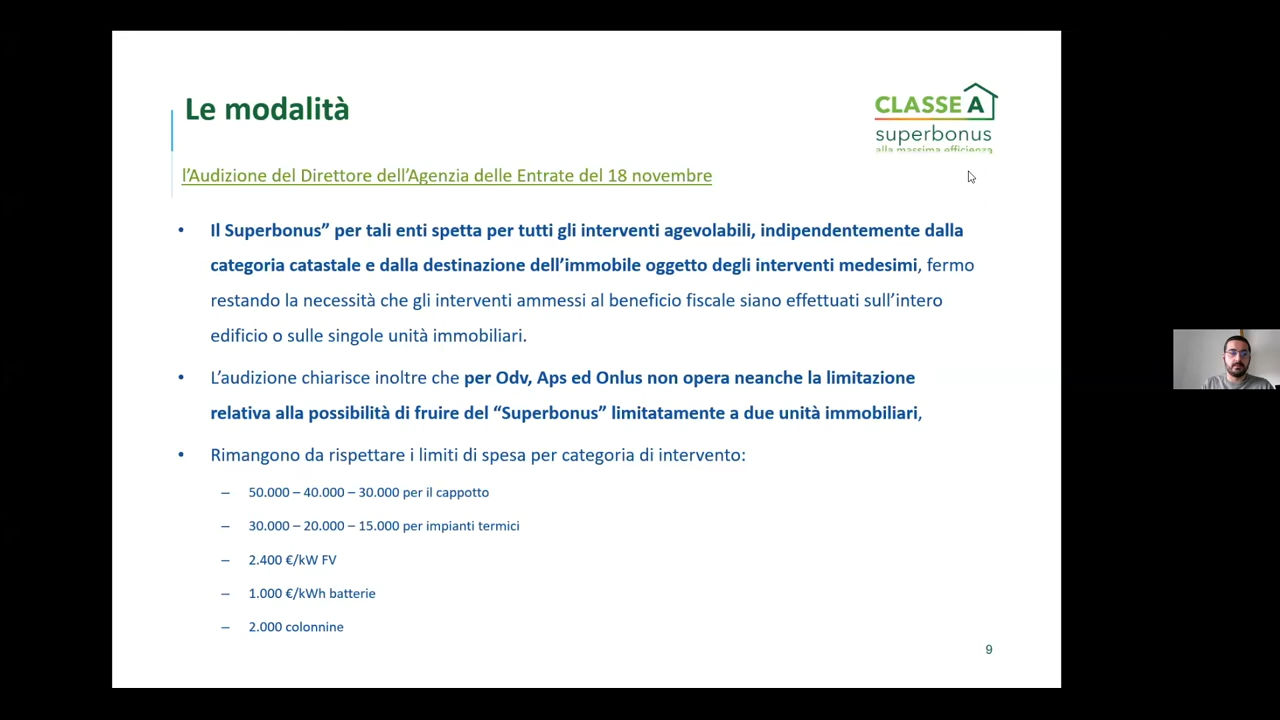 Le modalità
CLASSE A
superbonus
alla massima efficienza
l’Audizione del Direttore dell’Agenzia delle Entrate del 18 novembre
• Il Superbonus” per tali enti spetta per tutti gli interventi agevolabili, indipendentemente dalla
categoria catastale e dalla destinazione dell’immobile oggetto degli interventi medesimi, fermo
restando la necessità che gli interventi ammessi al beneficio fiscale siano effettuati sull’intero
edificio o sulle singole unità immobiliari.
• L’audizione chiarisce inoltre che per Odv, Aps ed Onlus non opera neanche la limitazione
relativa alla possibilità di fruire del “Superbonus” limitatamente a due unità immobiliari,
• Rimangono da rispettare i limiti di spesa per categoria di intervento:
– 50.000 – 40.000 – 30.000 per il cappotto
– 30.000 – 20.000 – 15.000 per impianti termici
– 2.400 €/kW FV
– 1.000 €/kWh batterie
– 2.000 colonnine
9